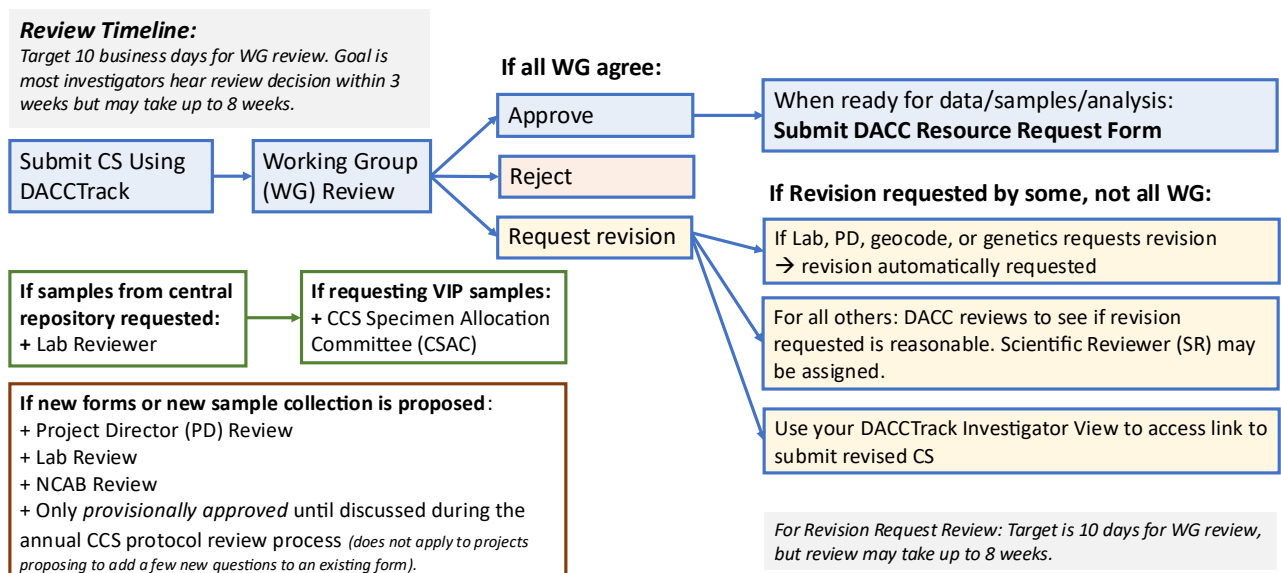 Review Timeline:
Target 10 business days for WG review. Goal is
most investigators hear review decision within 3
weeks but may take up to 8 weeks.
Submit CS Using
DACCTrack
Working Group
(WG) Review
If all WG agree:
Approve
Reject
Request revision
When ready for data/samples/analysis:
Submit DACC Resource Request Form
If Revision requested by some, not all WG:
If Lab, PD, geocode, or genetics requests revision
→ revision automatically requested
For all others: DACC reviews to see if revision
requested is reasonable. Scientific Reviewer (SR) may
be assigned.
Use your DACCTrack Investigator View to access link to
submit revised CS
If samples from central
repository requested:
+ Lab Reviewer
If requesting VIP samples:
+ CCS Specimen Allocation
Committee (CSAC)
If new forms or new sample collection is proposed:
+ Project Director (PD) Review
+ Lab Review
+ NCAB Review
+ Only provisionally approved until discussed during the
annual CCS protocol review process (does not apply to projects
proposing to add a few new questions to an existing form).
For Revision Request Review: Target is 10 days for WG review,
but review may take up to 8 weeks.